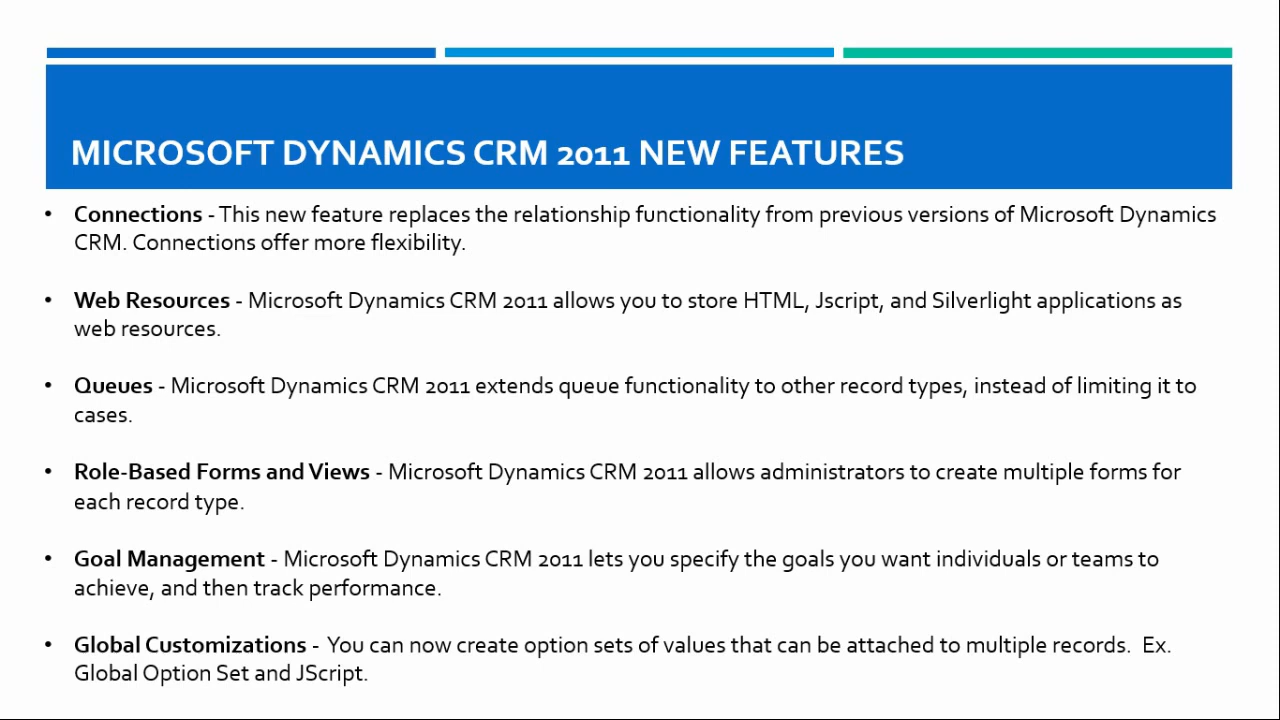 MICROSOFT DYNAMICS CRM 2011 NEW FEATURES
• Connections - This new feature replaces the relationship functionality from previous versions of Microsoft Dynamics
CRM. Connections offer more flexibility.
• Web Resources - Microsoft Dynamics CRM 2011 allows you to store HTML, Jscript, and Silverlight applications as
web resources.
• Queues - Microsoft Dynamics CRM 2011 extends queue functionality to other record types, instead of limiting it to
cases.
• Role-Based Forms and Views - Microsoft Dynamics CRM 2011 allows administrators to create multiple forms for
each record type.
• Goal Management - Microsoft Dynamics CRM 2011 lets you specify the goals you want individuals or teams to
achieve, and then track performance.
• Global Customizations - You can now create option sets of values that can be attached to multiple records. Ex.
Global Option Set and JScript.